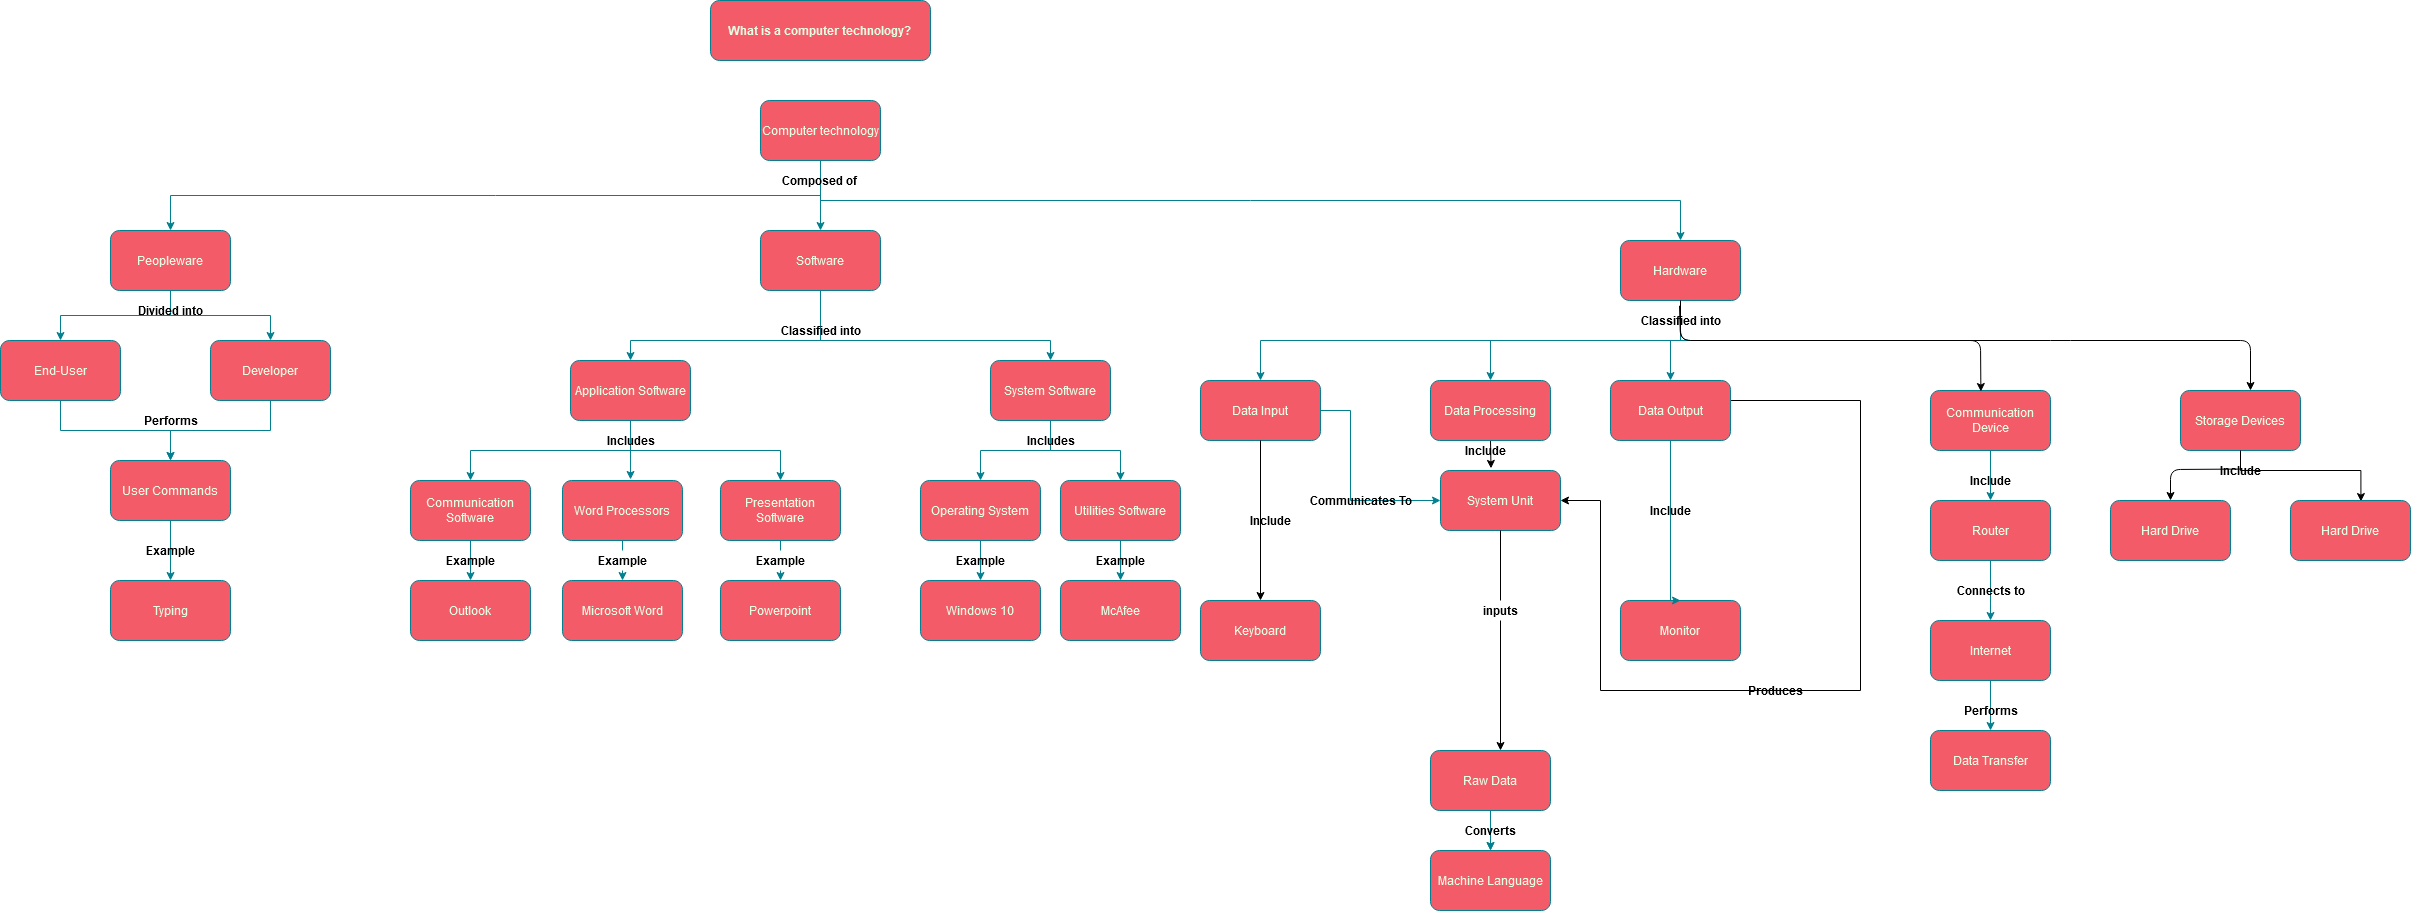 What is a computer technology?
Computer technology
Composed of
Peopleware
Software
Hardware
Divided into
Classified into
Classified into
End-User
Developer
Application Software
System Software
Data Input
Data Processing
Data Output
Communication
Device
Storage Devices
Performs
Includes
Includes
Include
Include
Include
User Commands
Communication
Software
Word Processors
Presentation
Software
Operating System
Utilities Software
Communicates To
System Unit
Include
Include
Router
Hard Drive
Hard Drive
Example
Example
Example
Example
Example
Example
Connects to
Typing
Outlook
Microsoft Word
Powerpoint
Windows 10
McAfee
Keyboard
inputs
Monitor
Internet
Produces
Performs
Raw Data
Data Transfer
Converts
Machine Language